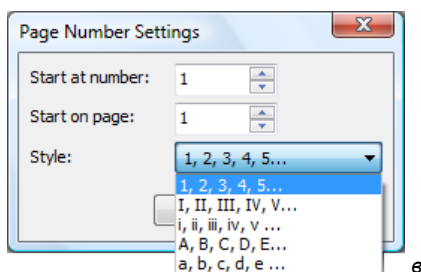 Page Number Settings
Start at number: 1
Start on page: 1
Style: 1, 2, 3, 4, 5...
1, 2, 3, 4, 5...
I, II, III, IV, V...
i, ii, iii, iv, v ...
A, B, C, D, E...
a, b, c, d, e ...